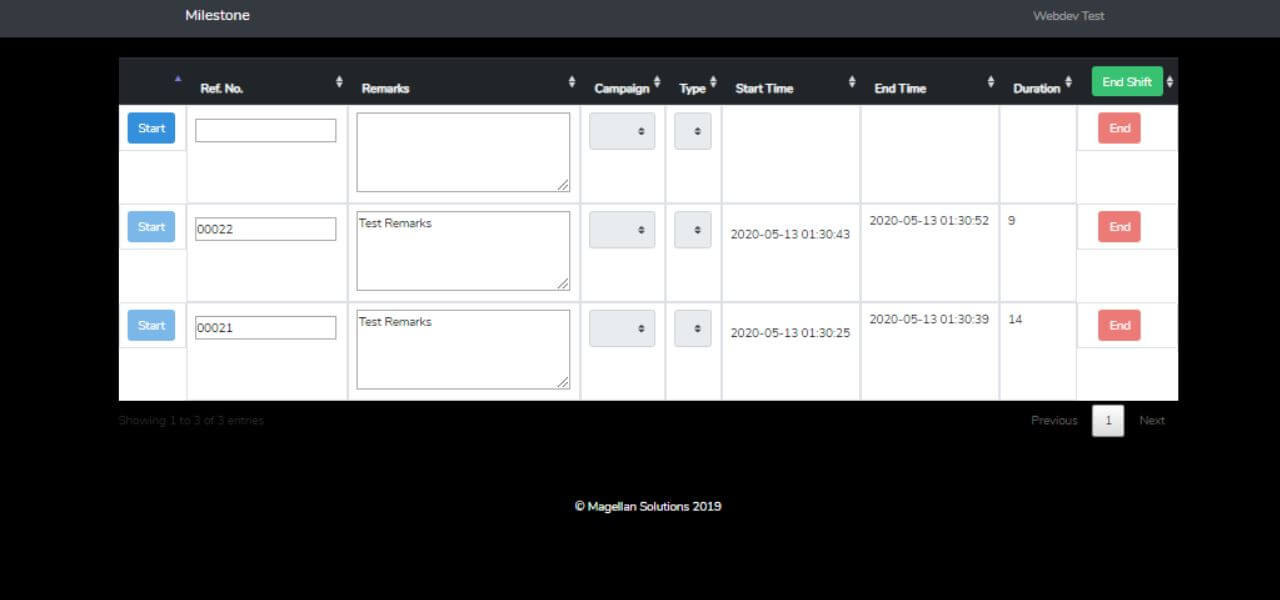 Milestone Webdev Test
Ref. No. Remarks Campaign Type Start Time End Time Duration End Shift
Start End
Start 00022 Test Remarks 2020-05-13 01:30:43 2020-05-13 01:30:52 9 End
Start 00021 Test Remarks 2020-05-13 01:30:25 2020-05-13 01:30:39 14 End
Showing 1 to 3 of 3 entries Previous 1 Next
© Magellan Solutions 2019